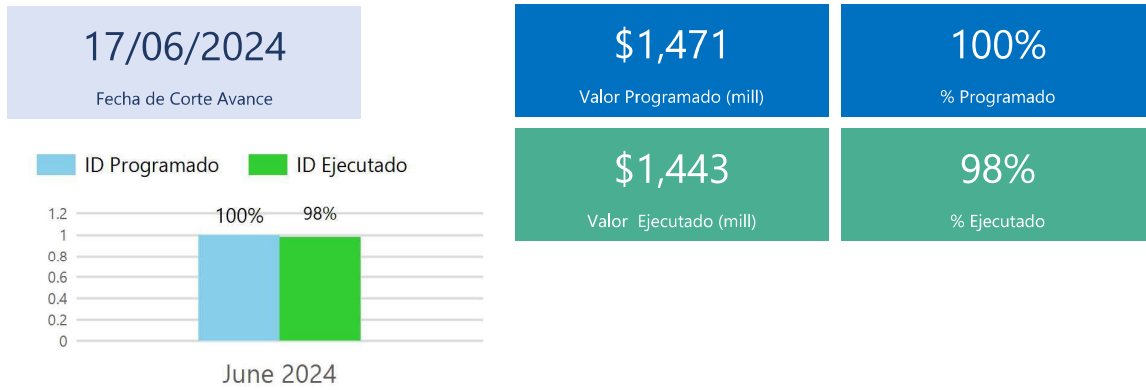 17/06/2024
Fecha de Corte Avance
$1,471
Valor Programado (mill)
100%
% Programado
$1,443
Valor Ejecutado (mill)
98%
% Ejecutado
ID Programado
ID Ejecutado
1.2
1
0.8
0.6
0.4
0.2
0
100%
98%
June 2024